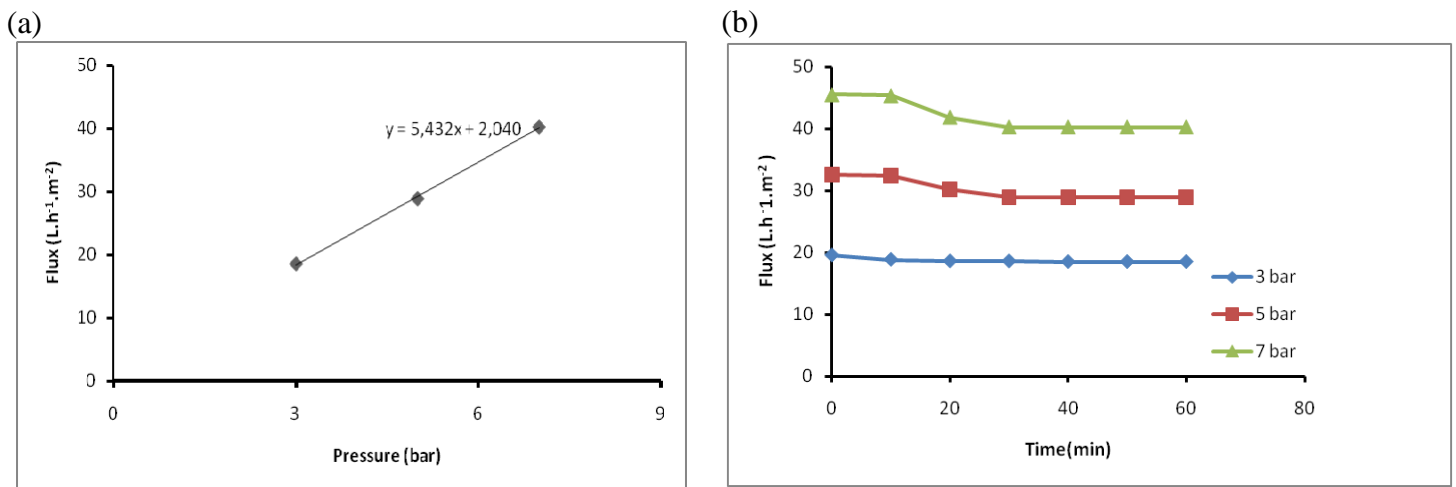 (a)
50
40
30
20
10
0
Flux (L.h⁻¹.m⁻²)
y = 5,432x + 2,040
0 3 6 9
Pressure (bar)
(b)
50
40
30
20
10
0
Flux (L.h⁻1.m⁻²)
3 bar
5 bar
7 bar
0 20 40 60 80
Time(min)